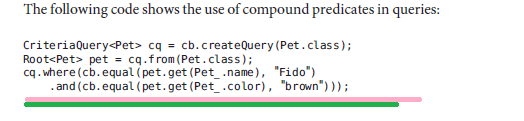 The following code shows the use of compound predicates in queries:
CriteriaQuery<Pet> cq = cb.createQuery(Pet.class);
Root<Pet> pet = cq.from(Pet.class);
cq.where(cb.equal(pet.get(Pet_.name), "Fido")
    .and(cb.equal(pet.get(Pet_.color), "brown")));